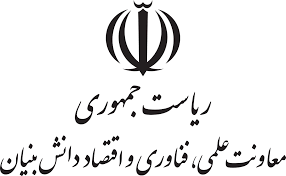 ریاست جمهوری
معاونت علمی، فناوری و اقتصاد دانش بنیان